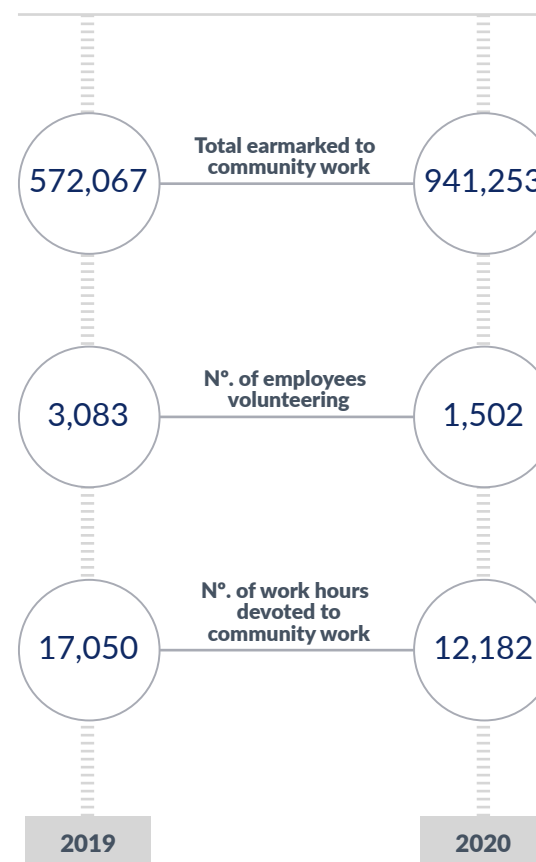 Total earmarked to
community work
572,067
941,253
Nº. of employees
volunteering
3,083
1,502
Nº. of work hours
devoted to
community work
17,050
12,182
2019
2020